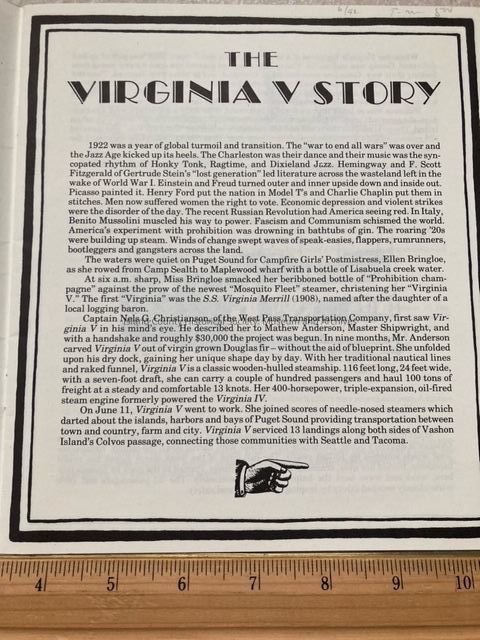 THE
VIRGINIA V STORY
1922 was a year of global turmoil and transition. The "war to end all wars" was over and
the Jazz Age kicked up its heels. The Charleston was their dance and their music was the syn-
copated rhythm of Honky Tonk, Ragtime, and Dixieland Jazz. Hemingway and F. Scott
Fitzgerald of Gertrude Stein's "lost generation" led literature across the wasteland left in the
wake of World War I. Einstein and Freud turned outer and inner upside down and inside out.
Picasso painted it. Henry Ford put the nation in Model T's and Charlie Chaplin put them in
stitches. Men now suffered women the right to vote. Economic depression and violent strikes
were the disorder of the day. The recent Russian Revolution had America seeing red. In Italy,
Benito Mussolini muscled his way to power. Fascism and Communism schismed the world.
America's experiment with prohibition was drowning in bathtubs of gin. The roaring '20s
were building up steam. Winds of change swept waves of speak-easies, flappers, rumrunners,
bootleggers and gangsters across the land.
The waters were quiet on Puget Sound for Campfire Girls' Postmistress, Ellen Bringloe,
as she rowed from Camp Sealth to Maplewood wharf with a bottle of Lisabuela creek water.
At six a.m. sharp, Miss Bringloe smacked her beribboned bottle of "Prohibition cham-
pagne" against the prow of the newest "Mosquito Fleet" steamer, christening her "Virginia
V." The first "Virginia" was the S.S. Virginia Merrill (1908), named after the daughter of a
local logging baron.
Captain Nels G. Christiansen, of the West Pass Transportation Company, first saw Vir-
ginia V in his mind's eye. He described her to Mathew Anderson, Master Shipwright, and
with a handshake and roughly $30,000 the project was begun. In nine months, Mr. Anderson
carved Virginia V out of virgin grown Douglas fir – without the aid of blueprint. She unfolded
upon his dry dock, gaining her unique shape day by day. With her traditional nautical lines
and raked funnel, Virginia V is a classic wooden-hulled steamship. 116 feet long, 24 feet wide,
with a seven-foot draft, she can carry a couple of hundred passengers and haul 100 tons of
freight at a steady and comfortable 13 knots. Her 400-horsepower, triple-expansion, oil-fired
steam engine formerly powered the Virginia IV.
On June 11, Virginia V went to work. She joined scores of needle-nosed steamers which
darted about the islands, harbors and bays of Puget Sound providing transportation between
town and country, farm and city. Virginia V serviced 13 landings along both sides of Vashon
Island's Colvos passage, connecting those communities with Seattle and Tacoma.
4 5 6 7 8 9 10